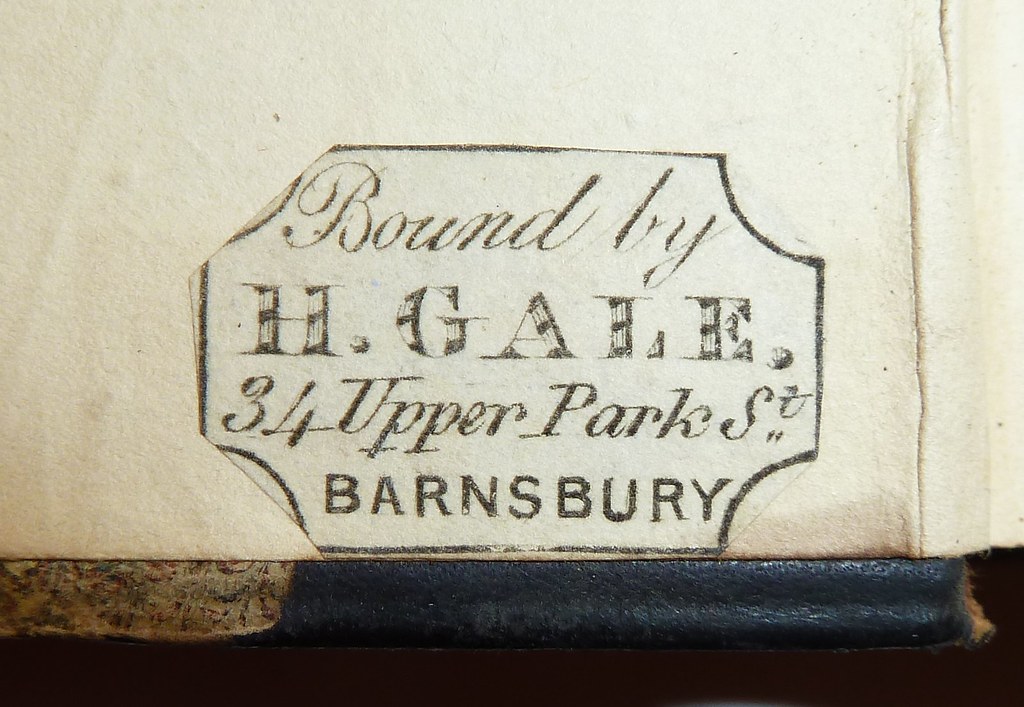 Bound by
H. GALE.
34 Upper Park St.
BARNSBURY